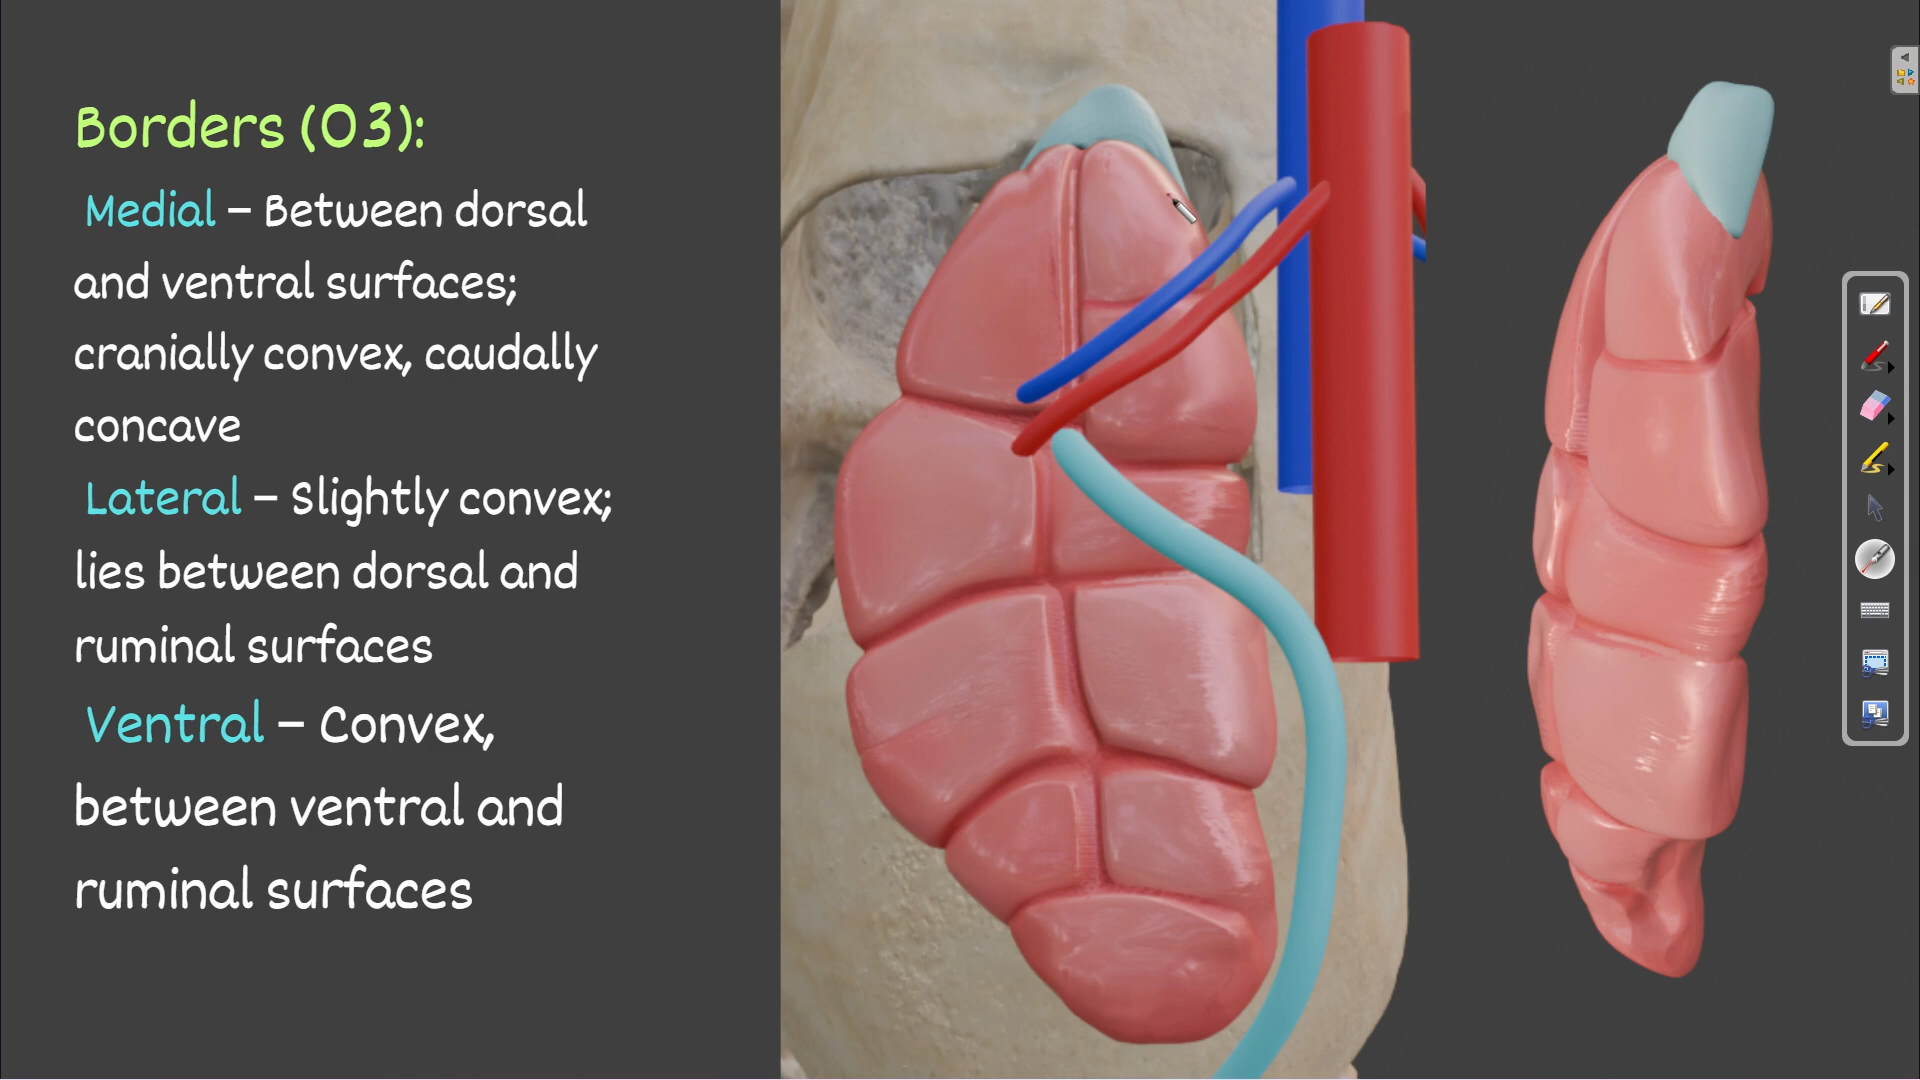 Borders (03):
Medial – Between dorsal
and ventral surfaces;
cranially convex, caudally
concave
Lateral – Slightly convex;
lies between dorsal and
ruminal surfaces
Ventral – Convex,
between ventral and
ruminal surfaces